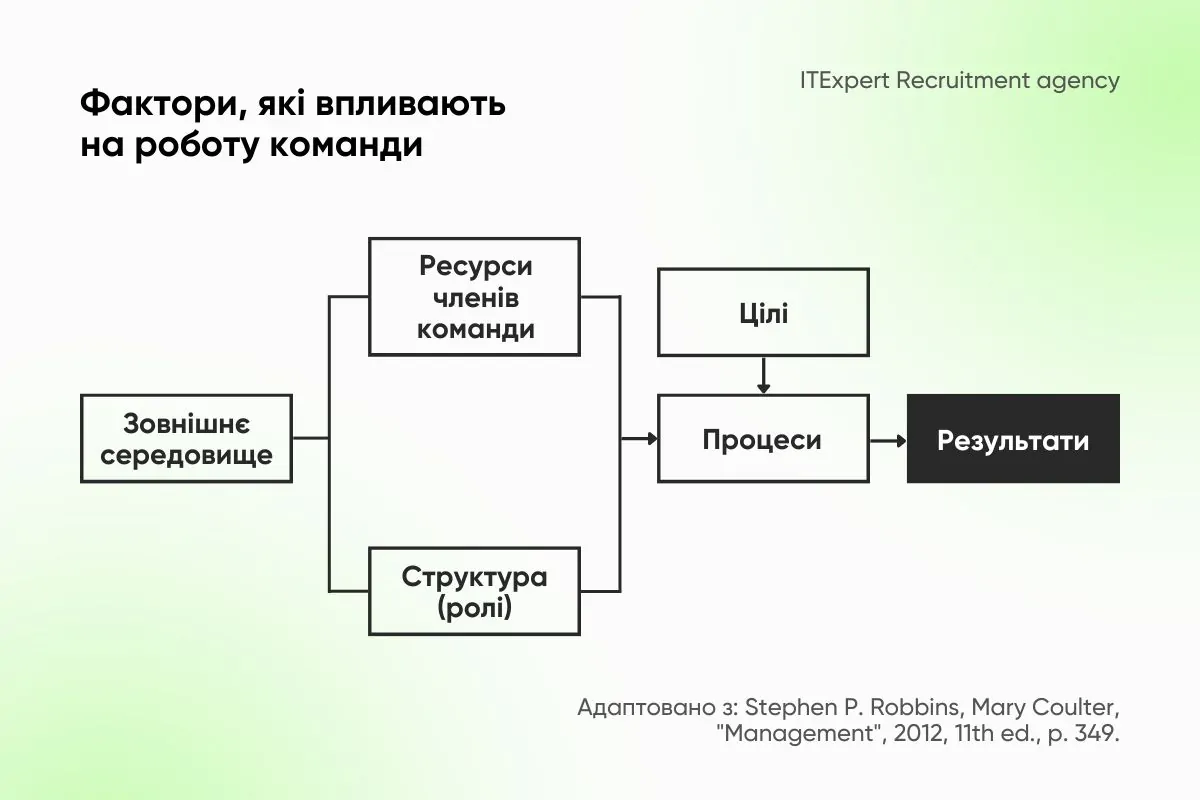 Фактори, які впливають
на роботу команди
ITExpert Recruitment agency
Ресурси
членів
команди
Цілі
Зовнішнє
середовище
Процеси
Результати
Структура
(ролі)
Адаптовано з: Stephen P. Robbins, Mary Coulter,
"Management", 2012, 11th ed., p. 349.